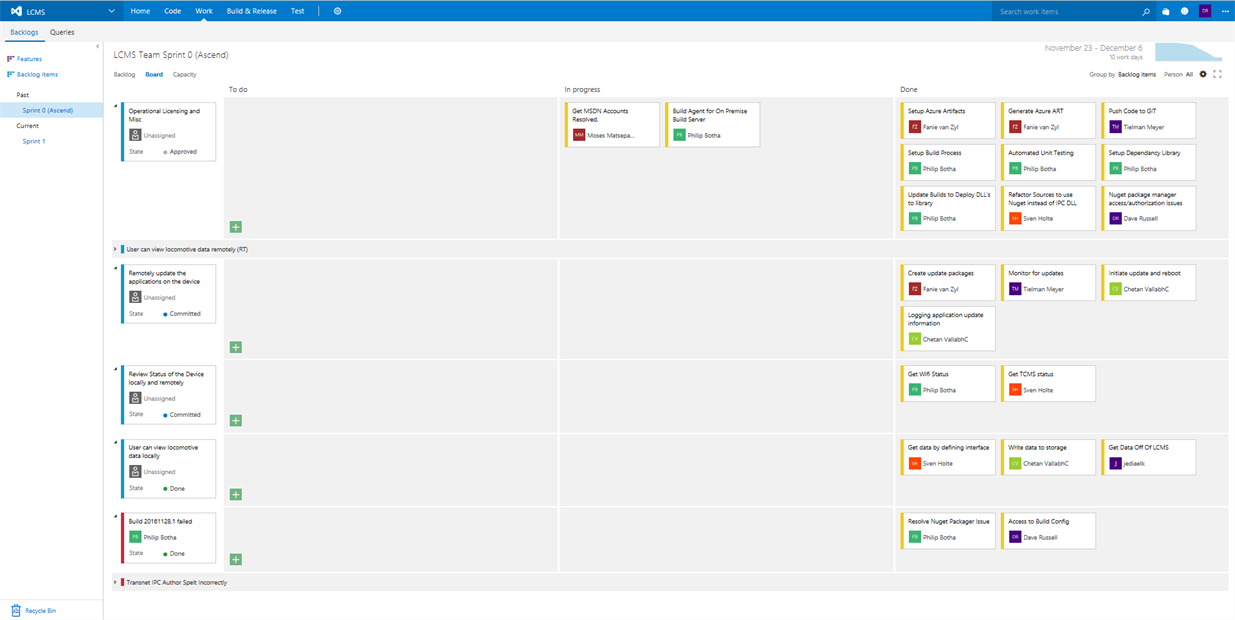 LCMS
Home Code Work Build & Release Test
Search work items
DR
Backlogs Queries
Features
Backlog items
Past
Sprint 0 (Ascend)
Current
Sprint 1
Recycle Bin
LCMS Team Sprint 0 (Ascend)
November 23 - December 6
10 work days
Backlog Board Capacity
Group by Backlog items Person All
To do In progress Done
Operational Licensing and
Misc
Unassigned
State Approved
Get MSDN Accounts
Resolved.
MM Moses Matsepa...
Build Agent for On Premise
Build Server
PB Philip Botha
Setup Azure Artifacts
FZ Fanie van Zyl
Generate Azure ART
FZ Fanie van Zyl
Push Code to GIT
TM Tielman Meyer
Setup Build Process
PB Philip Botha
Automated Unit Testing
PB Philip Botha
Setup Dependancy Library
PB Philip Botha
Update Builds to Deploy DLL's
to library
PB Philip Botha
Refactor Sources to use
Nuget instead of IPC DLL
SH Sven Holte
Nuget package manager
access/authorization issues
DR Dave Russell
User can view locomotive data remotely (RT)
Remotely update the
applications on the device
Unassigned
State Committed
Create update packages
FZ Fanie van Zyl
Monitor for updates
TM Tielman Meyer
Initiate update and reboot
CV Chetan VallabhC
Logging application update
information
CV Chetan VallabhC
Review Status of the Device
locally and remotely
Unassigned
State Committed
Get Wifi Status
PB Philip Botha
Get TCMS status
SH Sven Holte
User can view locomotive
data locally
Unassigned
State Done
Get data by defining interface
SH Sven Holte
Write data to storage
CV Chetan VallabhC
Get Data Off Of LCMS
J jediaelk
Build 20161128.1 failed
PB Philip Botha
State Done
Resolve Nuget Packager Issue
PB Philip Botha
Access to Build Config
DR Dave Russell
Transnet IPC Author Spelt Incorrectly